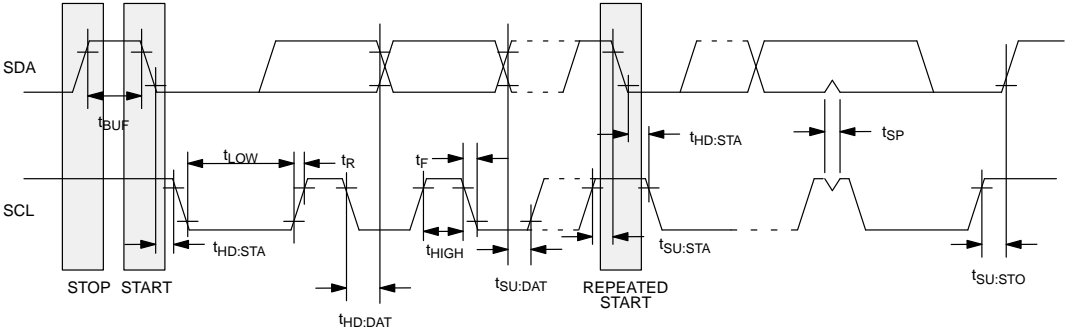 SDA
tBUF
tLOW
tR
tF
tHD:STA
tSP
SCL
tHD:STA
tHIGH
tSU:STA
tSU:DAT
tSU:STO
STOP
START
REPEATED
START
tHD:DAT